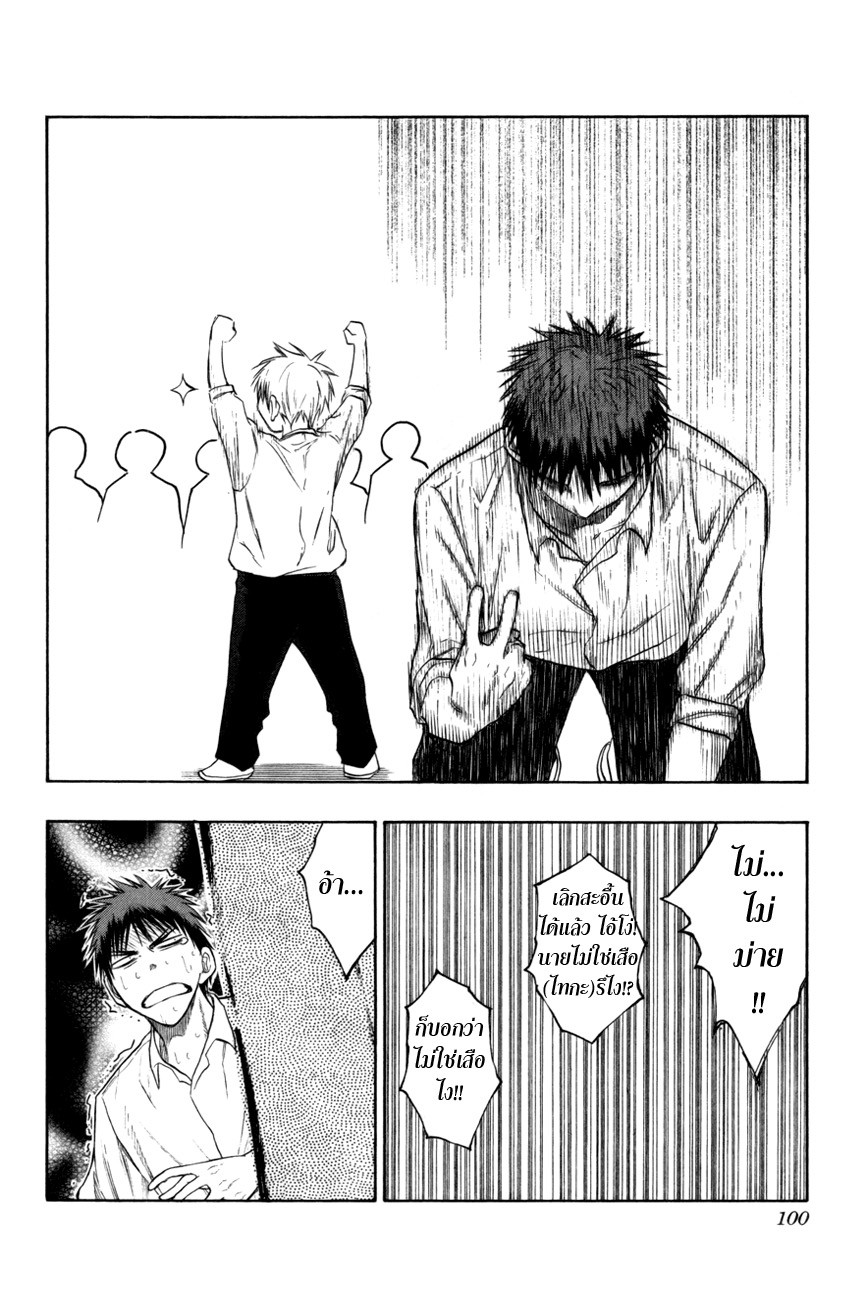 ไม่...
ไม่
ม่าย
!!
เลิกสะอื้น
ได้แล้ว ไอ้โง่!
นายไม่ใช่เสือ
(ไทกะ)รึไง!?
ก็บอกว่า
ไม่ใช่เสือ
ไง!!
อ้า...
100